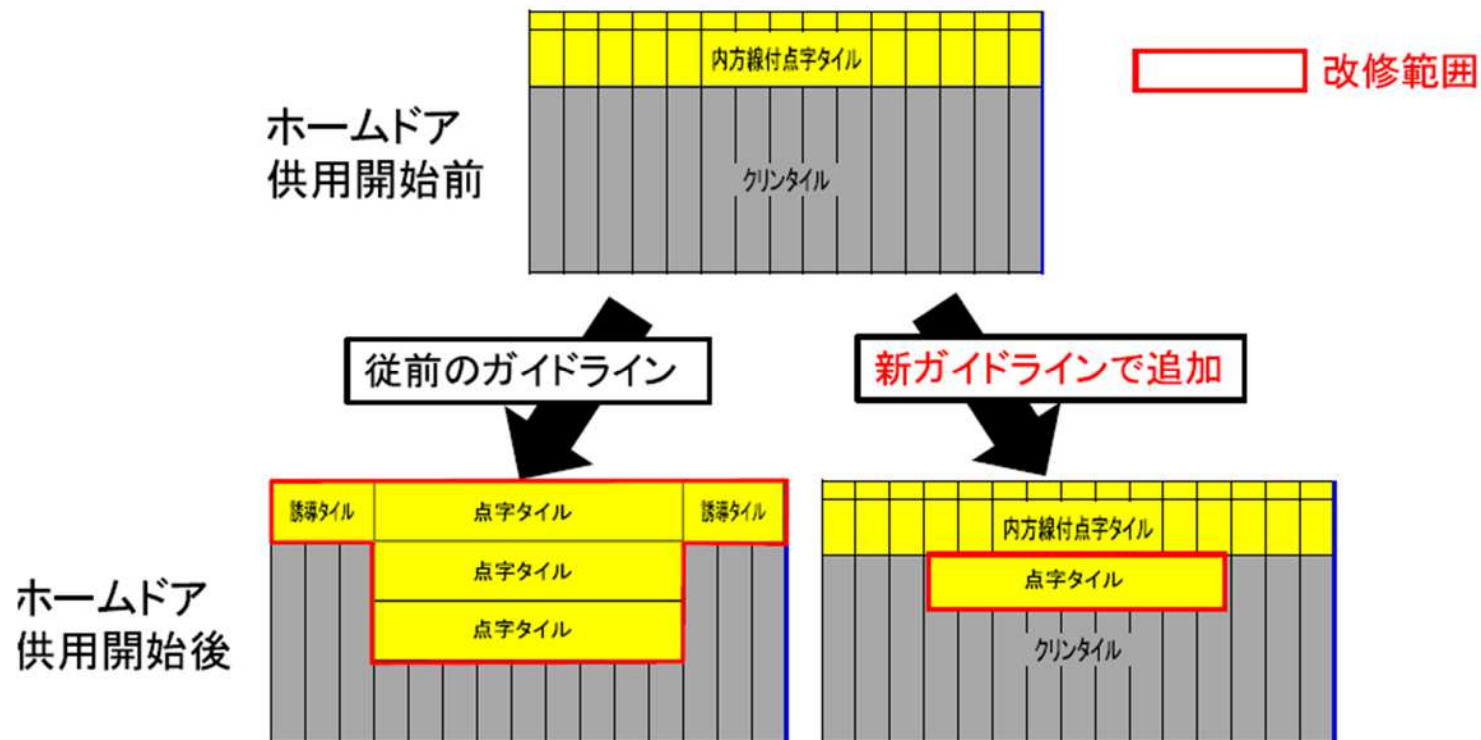 内方線付点字タイル
改修範囲
ホームドア
供用開始前
クリンタイル
従前のガイドライン
新ガイドラインで追加
誘導タイル
点字タイル
誘導タイル
内方線付点字タイル
点字タイル
点字タイル
ホームドア
供用開始後
点字タイル
クリンタイル